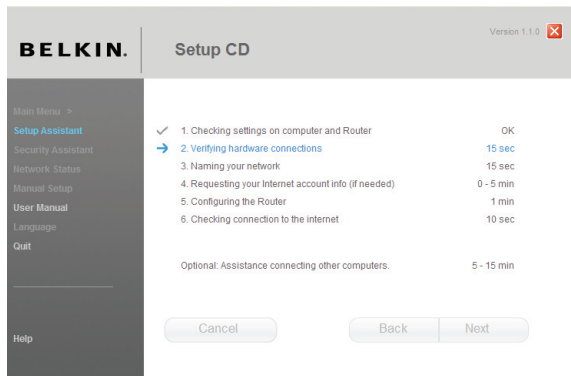 Version 1.1.0
BELKIN.
Setup CD
Main Menu >
Setup Assistant
Security Assistant
Network Status
Manual Setup
User Manual
Language
Quit
Help
1. Checking settings on computer and Router OK
2. Verifying hardware connections 15 sec
3. Naming your network 15 sec
4. Requesting your Internet account info (if needed) 0 - 5 min
5. Configuring the Router 1 min
6. Checking connection to the internet 10 sec
Optional: Assistance connecting other computers. 5 - 15 min
Cancel Back Next